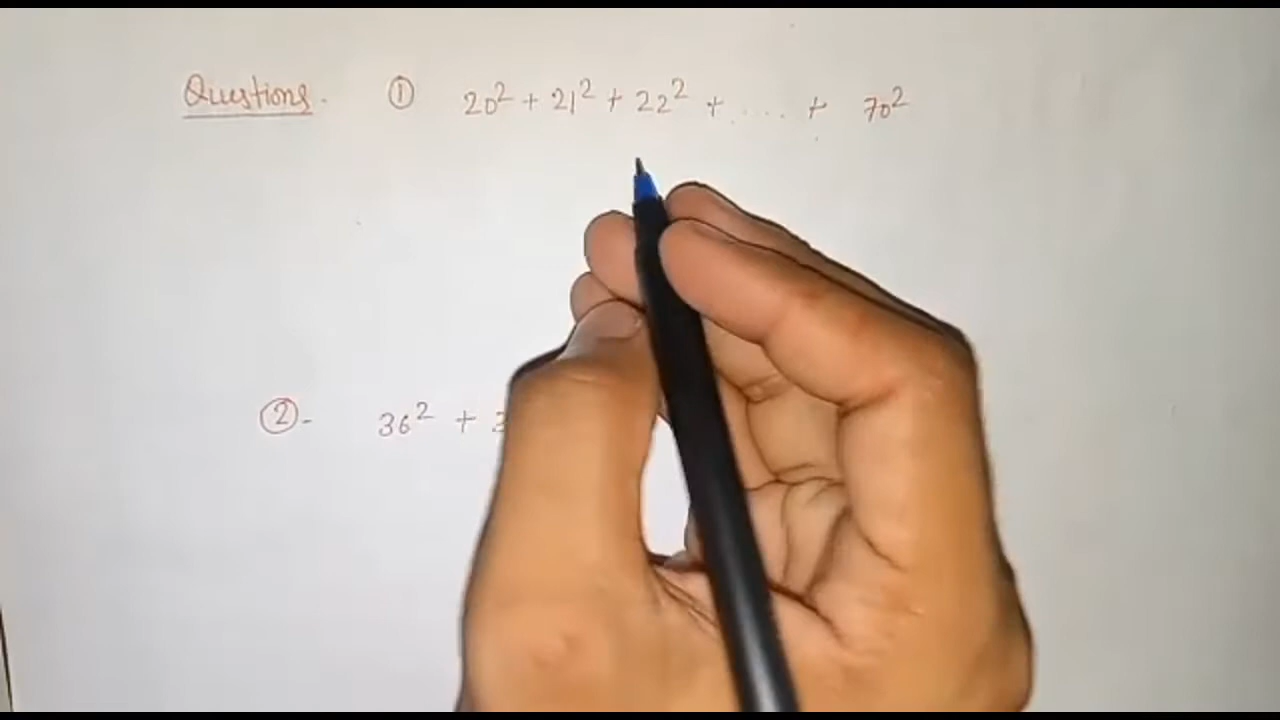 Questions. ① 20² + 21² + 22² + .... + 70²
②- 36² +